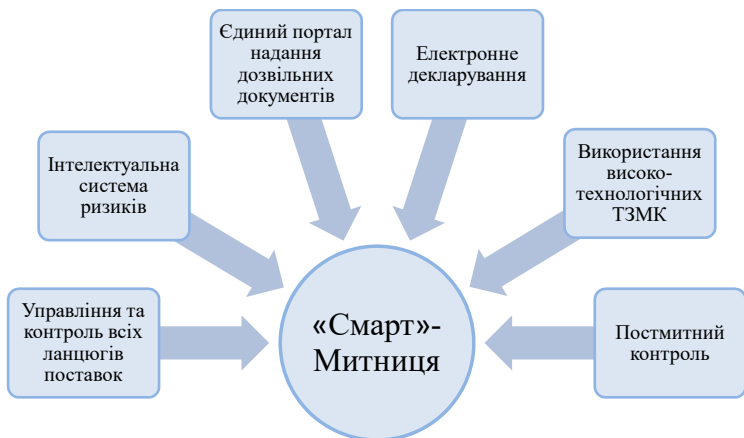 Єдиний портал
надання
дозвільних
документів
Електронне
декларування
Інтелектуальна
система
ризиків
Використання
високо-
технологічних
ТЗМК
Управління та
контроль всіх
ланцюгів
поставок
«Смарт»-
Митниця
Постмитний
контроль